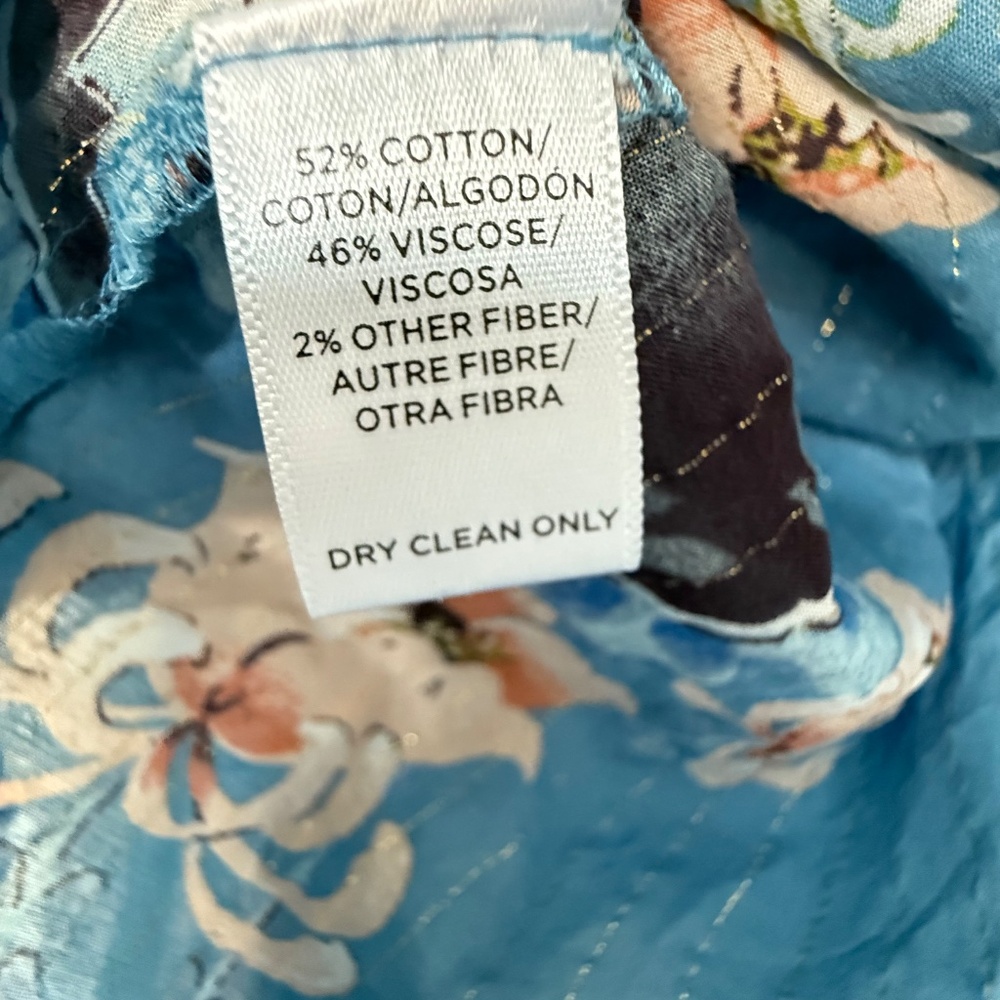 52% COTTON/
COTON/ALGODÓN
46% VISCOSE/
VISCOSA
2% OTHER FIBER/
AUTRE FIBRE/
OTRA FIBRA
DRY CLEAN ONLY